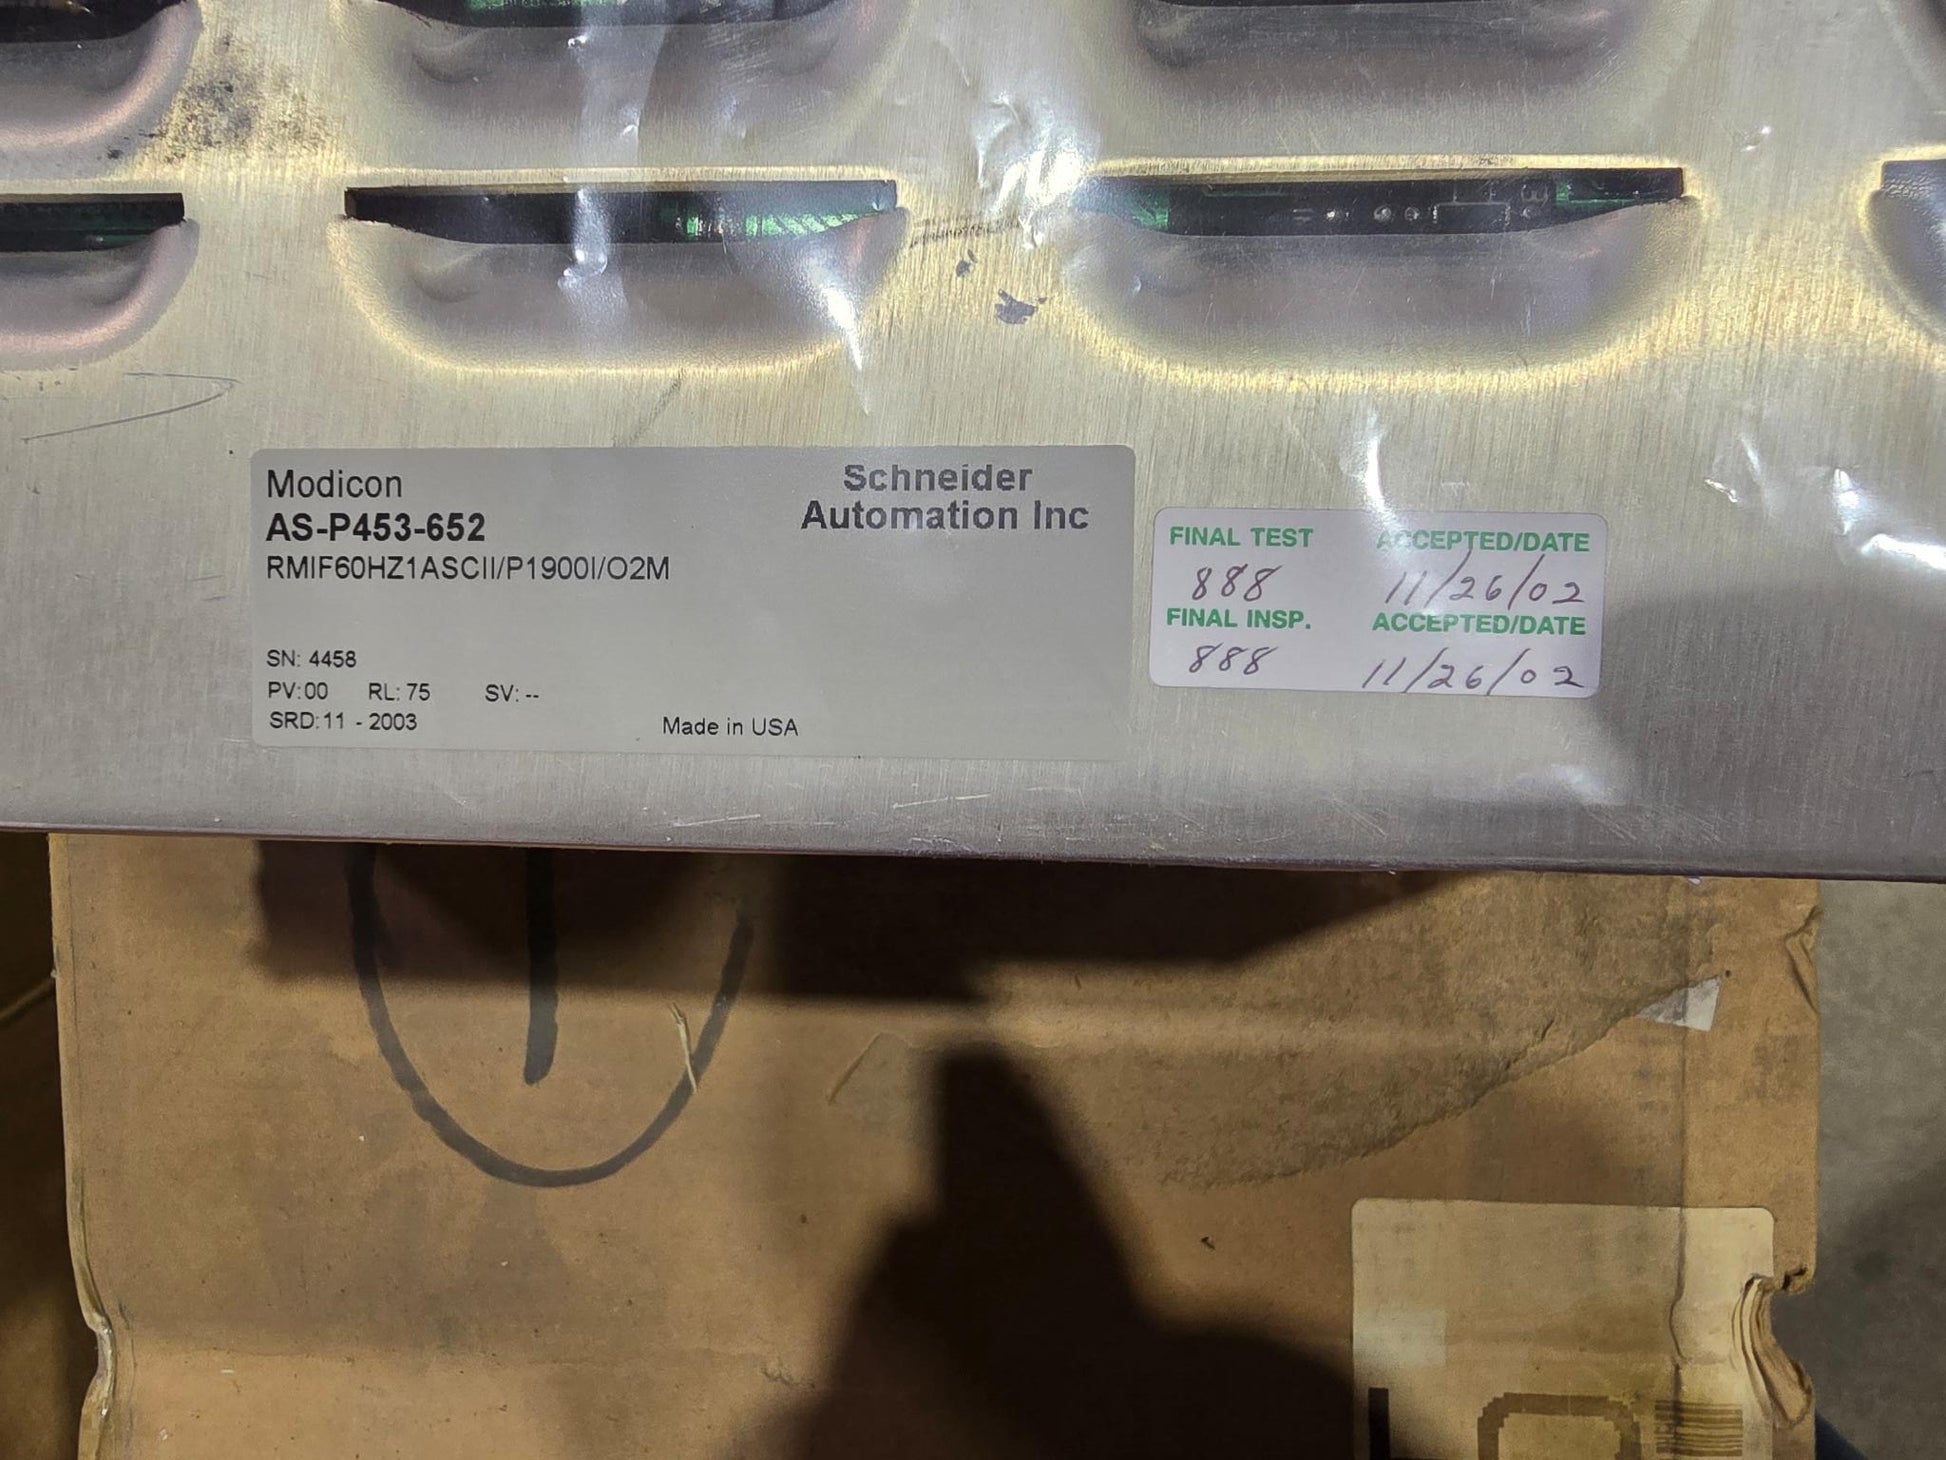 Modicon
AS-P453-652
RMIF60HZ1ASCII/P1900I/O2M
Schneider
Automation Inc
SN: 4458
PV:00 RL:75 SV: --
SRD:11 - 2003
Made in USA
FINAL TEST ACCEPTED/DATE
888 11/26/02
FINAL INSP. ACCEPTED/DATE
888 11/26/02